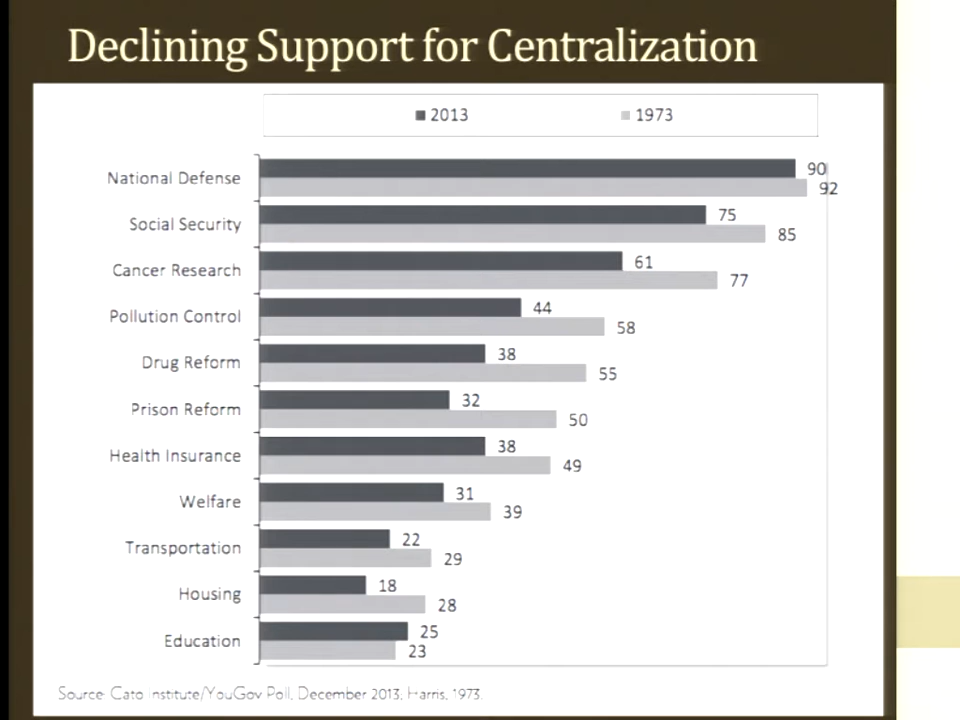 Declining Support for Centralization
2013 1973
National Defense 90
92
Social Security 75
85
Cancer Research 61
77
Pollution Control 44
58
Drug Reform 38
55
Prison Reform 32
50
Health Insurance 38
49
Welfare 31
39
Transportation 22
29
Housing 18
28
Education 25
23
Source: Cato Institute/YouGov Poll, December 2013; Harris, 1973.